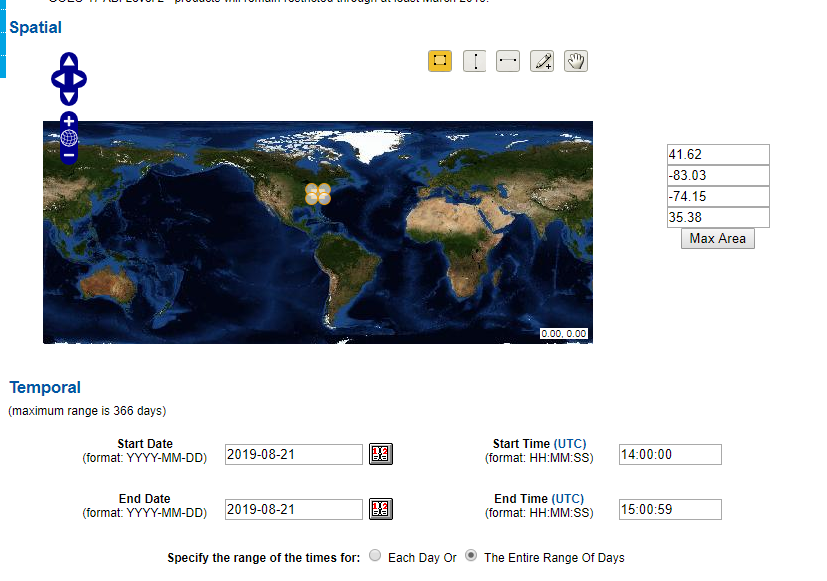 GOES-17 ABI Level 2+ products will remain restricted through at least March 2019.
Spatial
41.62
-83.03
-74.15
35.38
Max Area
0.00, 0.00
Temporal
(maximum range is 366 days)
Start Date
(format: YYYY-MM-DD)
2019-08-21
Start Time (UTC)
(format: HH:MM:SS)
14:00:00
End Date
(format: YYYY-MM-DD)
2019-08-21
End Time (UTC)
(format: HH:MM:SS)
15:00:59
Specify the range of the times for: Each Day Or The Entire Range Of Days